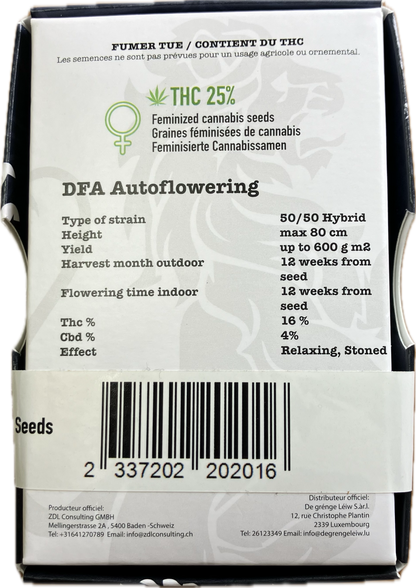 FUMER TUE / CONTIENT DU THC
Les semences ne sont pas prévues pour un usage agricole ou ornemental.
THC 25%
Feminized cannabis seeds
Graines féminisées de cannabis
Feminisierte Cannabissamen
DFA Autoflowering
Type of strain 50/50 Hybrid
Height max 80 cm
Yield up to 600 g m2
Harvest month outdoor 12 weeks from
seed
Flowering time indoor 12 weeks from
seed
Thc % 16 %
Cbd % 4%
Effect Relaxing, Stoned
Seeds
2 337202 202016
Producteur officiel:
ZDL Consulting GMBH
Mellingerstrasse 2A , 5400 Baden -Schweiz
Tel: +31641270789 Email: info@zdlconsulting.ch
Distributeur officiel:
De grénge Léiw S.àr.l.
12, rue Christophe Plantin
2339 Luxembourg
Tel: 26123349 Email: info@degrengeleiw.lu